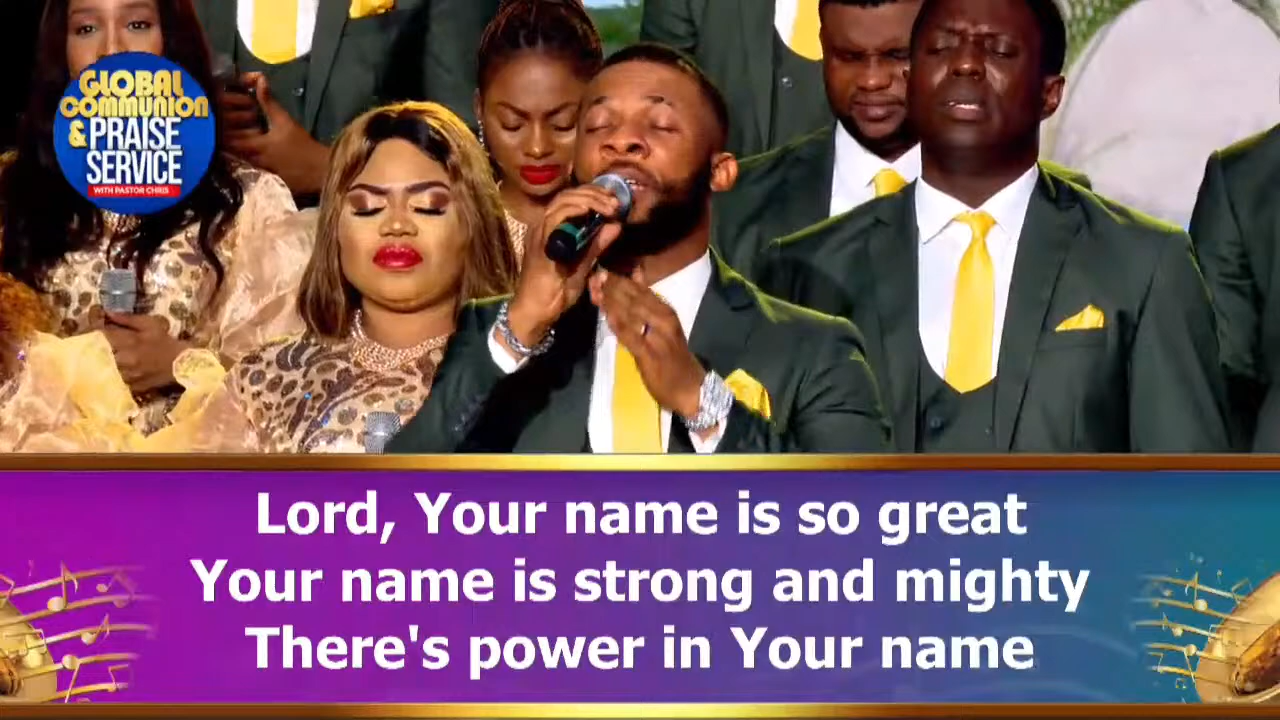 GLOBAL
COMMUNION
& PRAISE
SERVICE
WITH PASTOR CHRIS
Lord, Your name is so great
Your name is strong and mighty
There's power in Your name